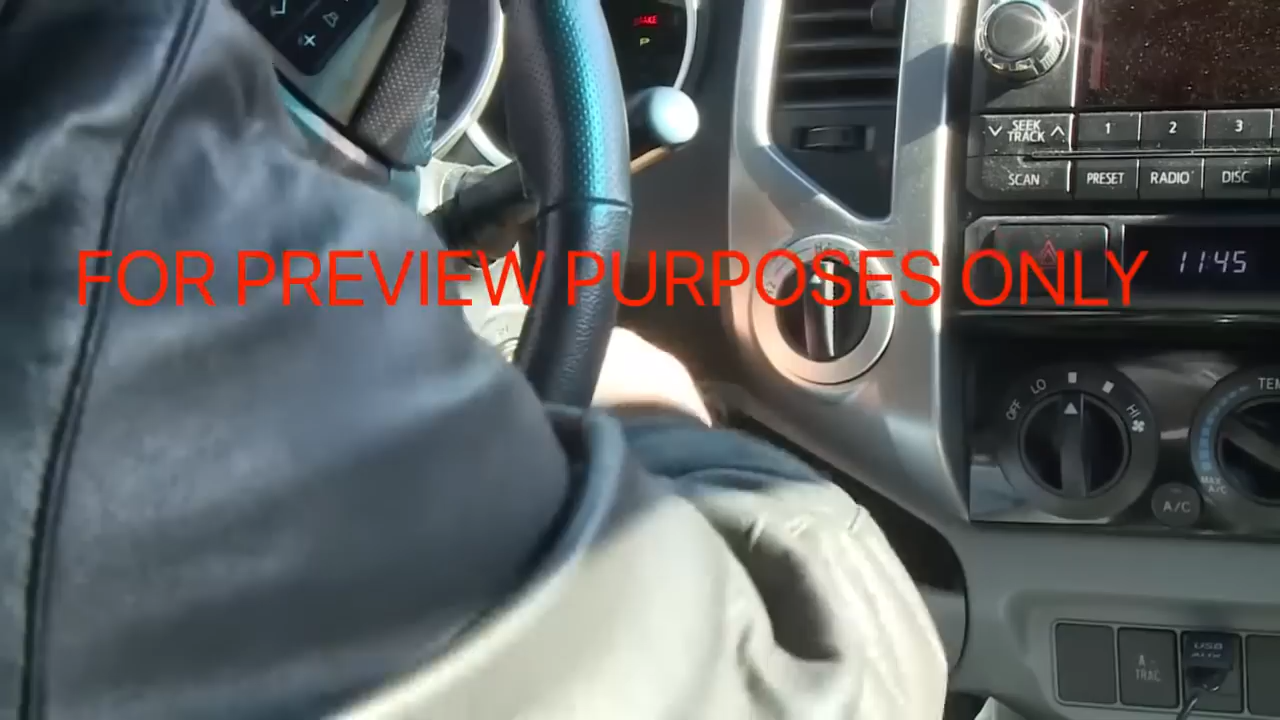 BRAKE
P
SEEK
TRACK
1
2
3
SCAN
PRESET
RADIO
DISC
FOR PREVIEW PURPOSES ONLY
11:45
OFF
LO
HI
MAX
A/C
A/C
A-
TRAC
USB